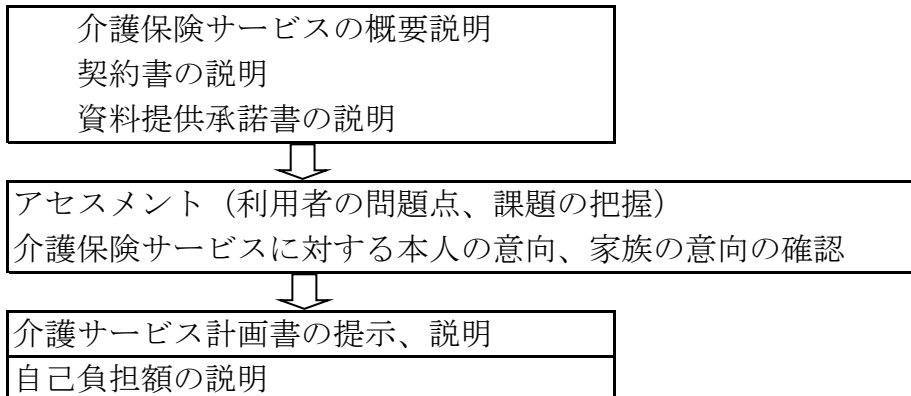 介護保険サービスの概要説明
契約書の説明
資料提供承諾書の説明
アセスメント（利用者の問題点、課題の把握）
介護保険サービスに対する本人の意向、家族の意向の確認
介護サービス計画書の提示、説明
自己負担額の説明